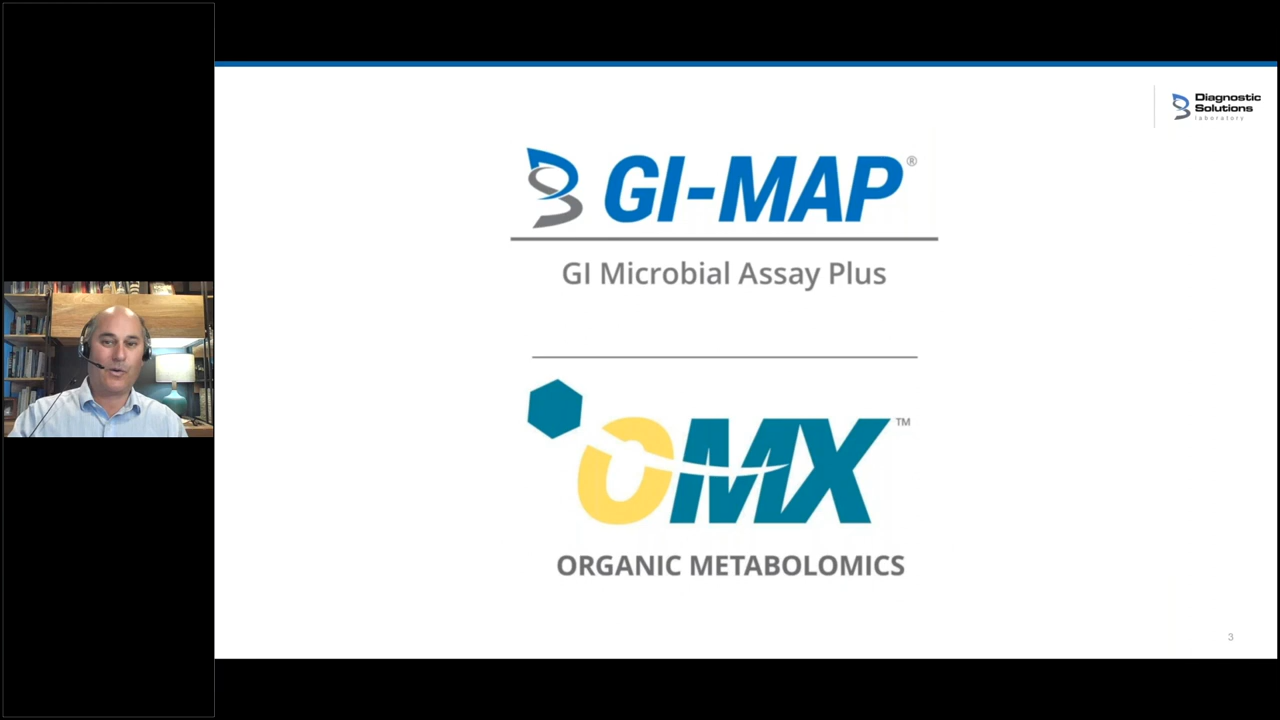 Diagnostic
Solutions
laboratory
GI-MAP®
GI Microbial Assay Plus
OMX™
ORGANIC METABOLOMICS
3